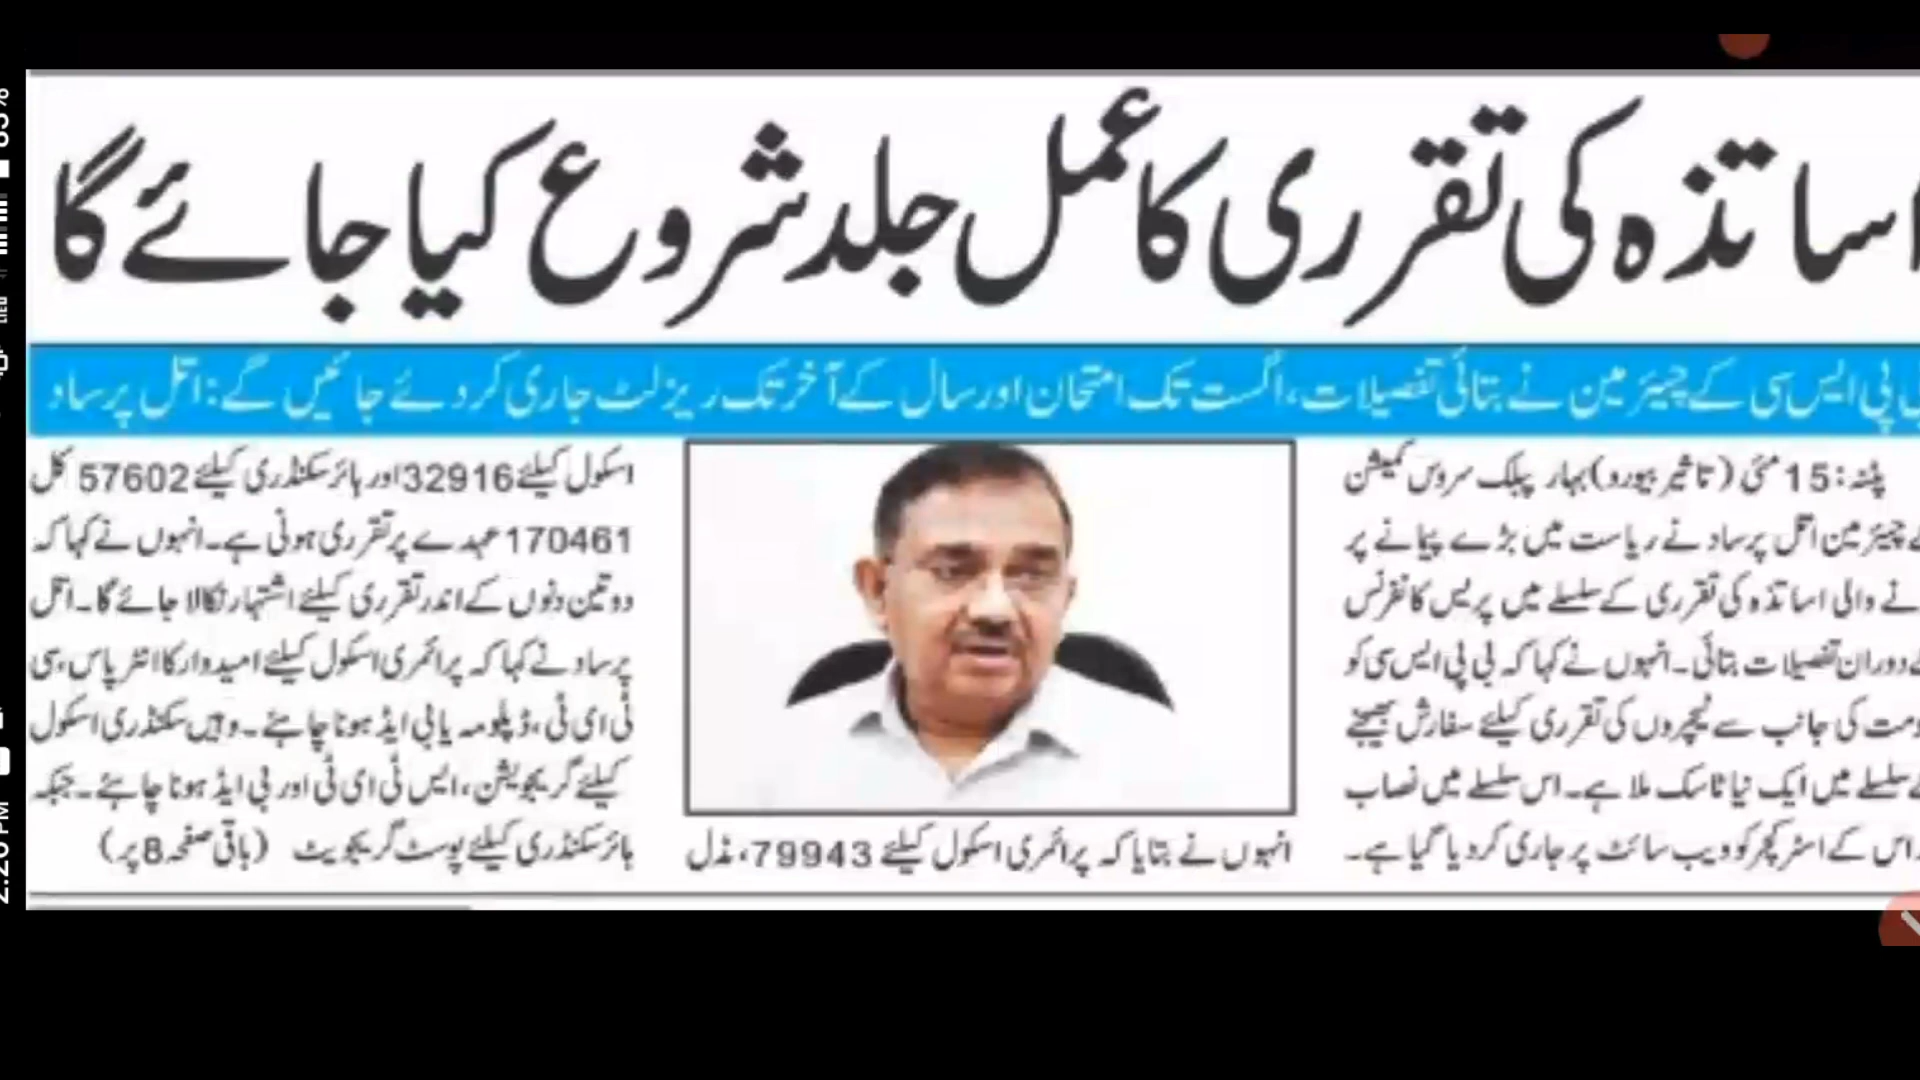 اساتذہ کی تقرری کا عمل جلد شروع کیا جائے گا
پی ایس سی کے چیئرمین نے بتائی تفصیلات، اگست تک امتحان اور سال کے آخر تک ریزلٹ جاری کر دئے جائیں گے: اتل پرساد
پٹنہ: 15 مئی (تاثیر بیورو) بہار پبلک سروس کمیشن
چیئرمین اتل پرساد نے ریاست میں بڑے پیمانے پر
نے والی اساتذہ کی تقرری کے سلسلے میں پریس کانفرنس
دوران تفصیلات بتائی۔ انہوں نے کہا کہ بی پی ایس سی کو
ومت کی جانب سے ٹیچروں کی تقرری کیلئے سفارش بھیجنے
سلسلے میں ایک نیا ٹاسک ملا ہے۔ اس سلسلے میں نصاب
اس کے اسٹرکچر کو ویب سائٹ پر جاری کر دیا گیا ہے۔
انہوں نے بتایا کہ پرائمری اسکول کیلئے 79943، مڈل
اسکول کیلئے 32916 اور ہائر سکنڈری کیلئے 57602 کل
170461 عہدے پر تقرری ہونی ہے۔ انہوں نے کہا کہ
دو تین دنوں کے اندر تقرری کیلئے اشتہار نکالا جائے گا۔ اتل
پرساد نے کہا کہ پرائمری اسکول کیلئے امیدوار کا انٹر پاس، سی
ٹی ای ٹی، ڈپلومہ یا بی ایڈ ہونا چاہئے۔ وہیں سکنڈری اسکول
کیلئے گریجویشن، ایس ٹی ای ٹی اور بی ایڈ ہونا چاہئے۔ جبکہ
ہائر سکنڈری کیلئے پوسٹ گریجویٹ (باقی صفحہ 8 پر)